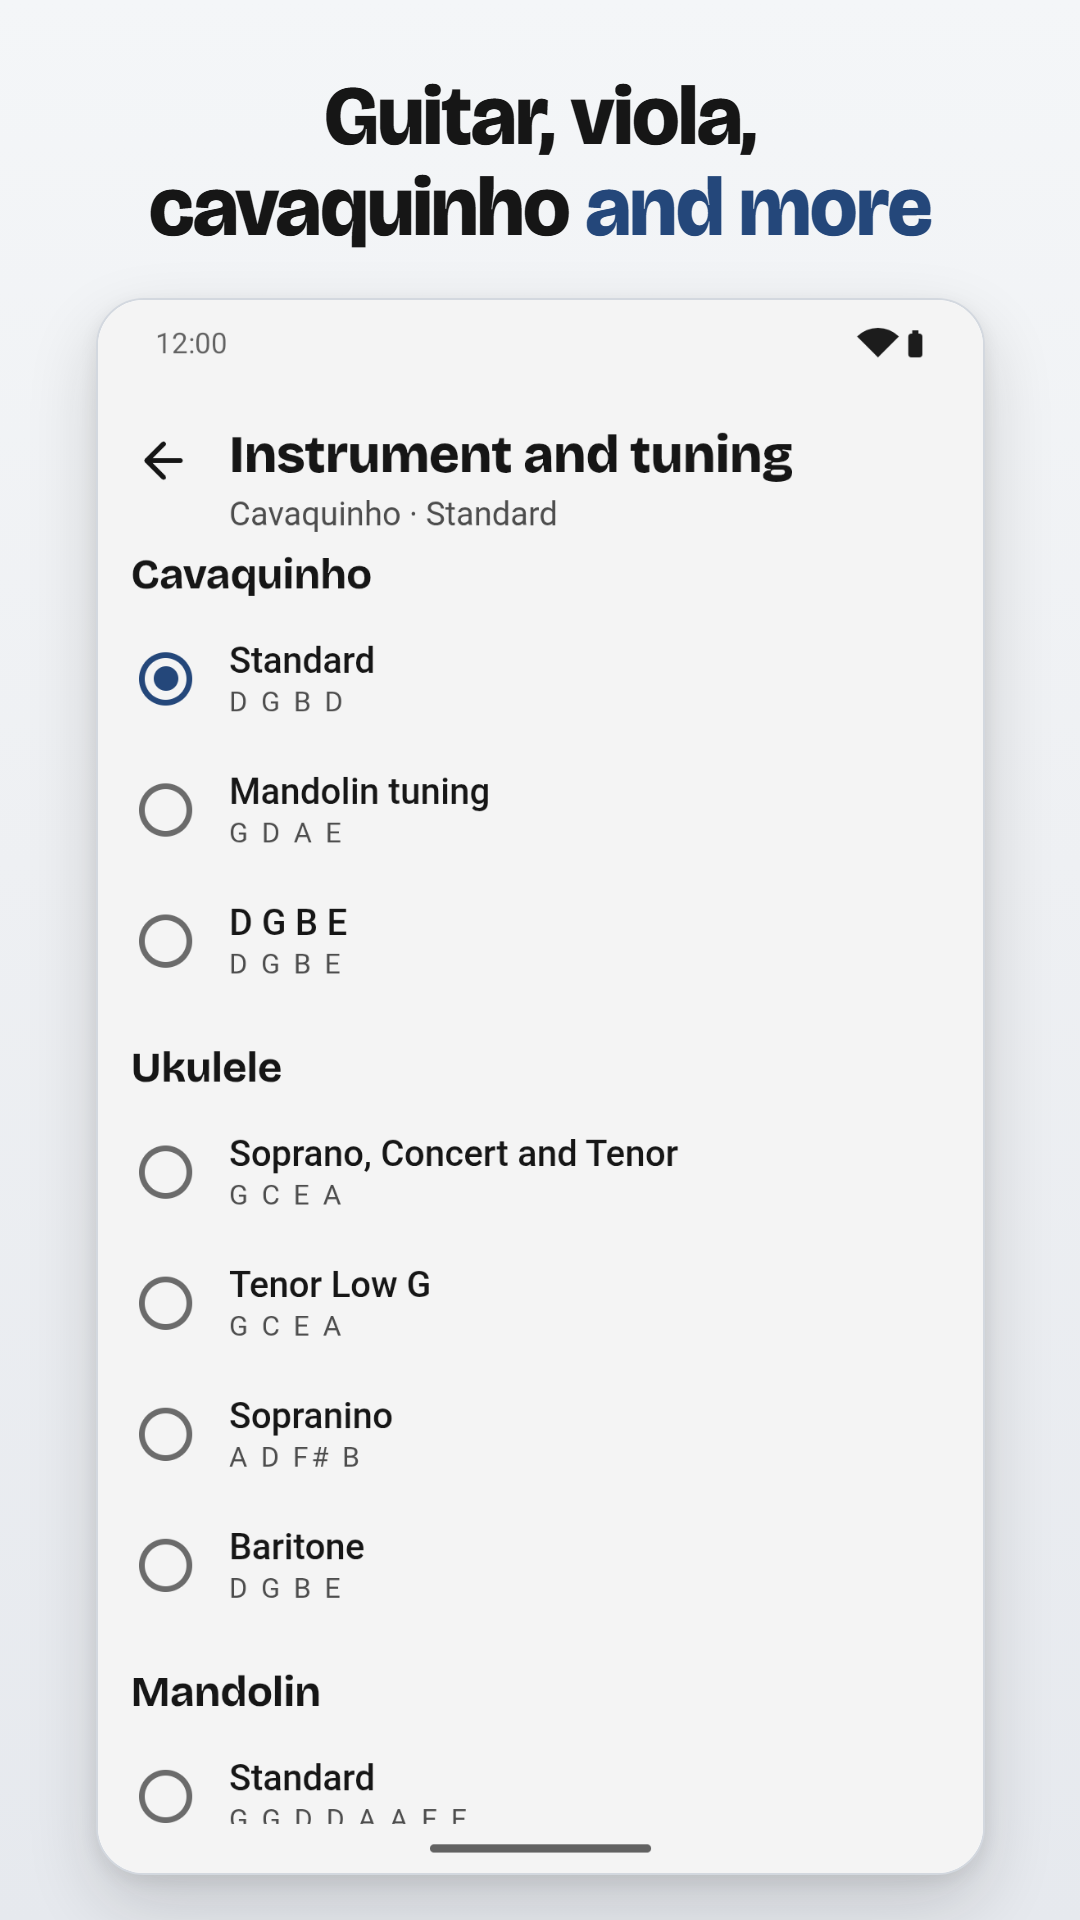 Guitar, viola,
cavaquinho and more
12:00
Instrument and tuning
Cavaquinho · Standard
Cavaquinho
Standard
D G B D
Mandolin tuning
G D A E
D G B E
D G B E
Ukulele
Soprano, Concert and Tenor
G C E A
Tenor Low G
G C E A
Sopranino
A D F# B
Baritone
D G B E
Mandolin
Standard
G G D D A A E E